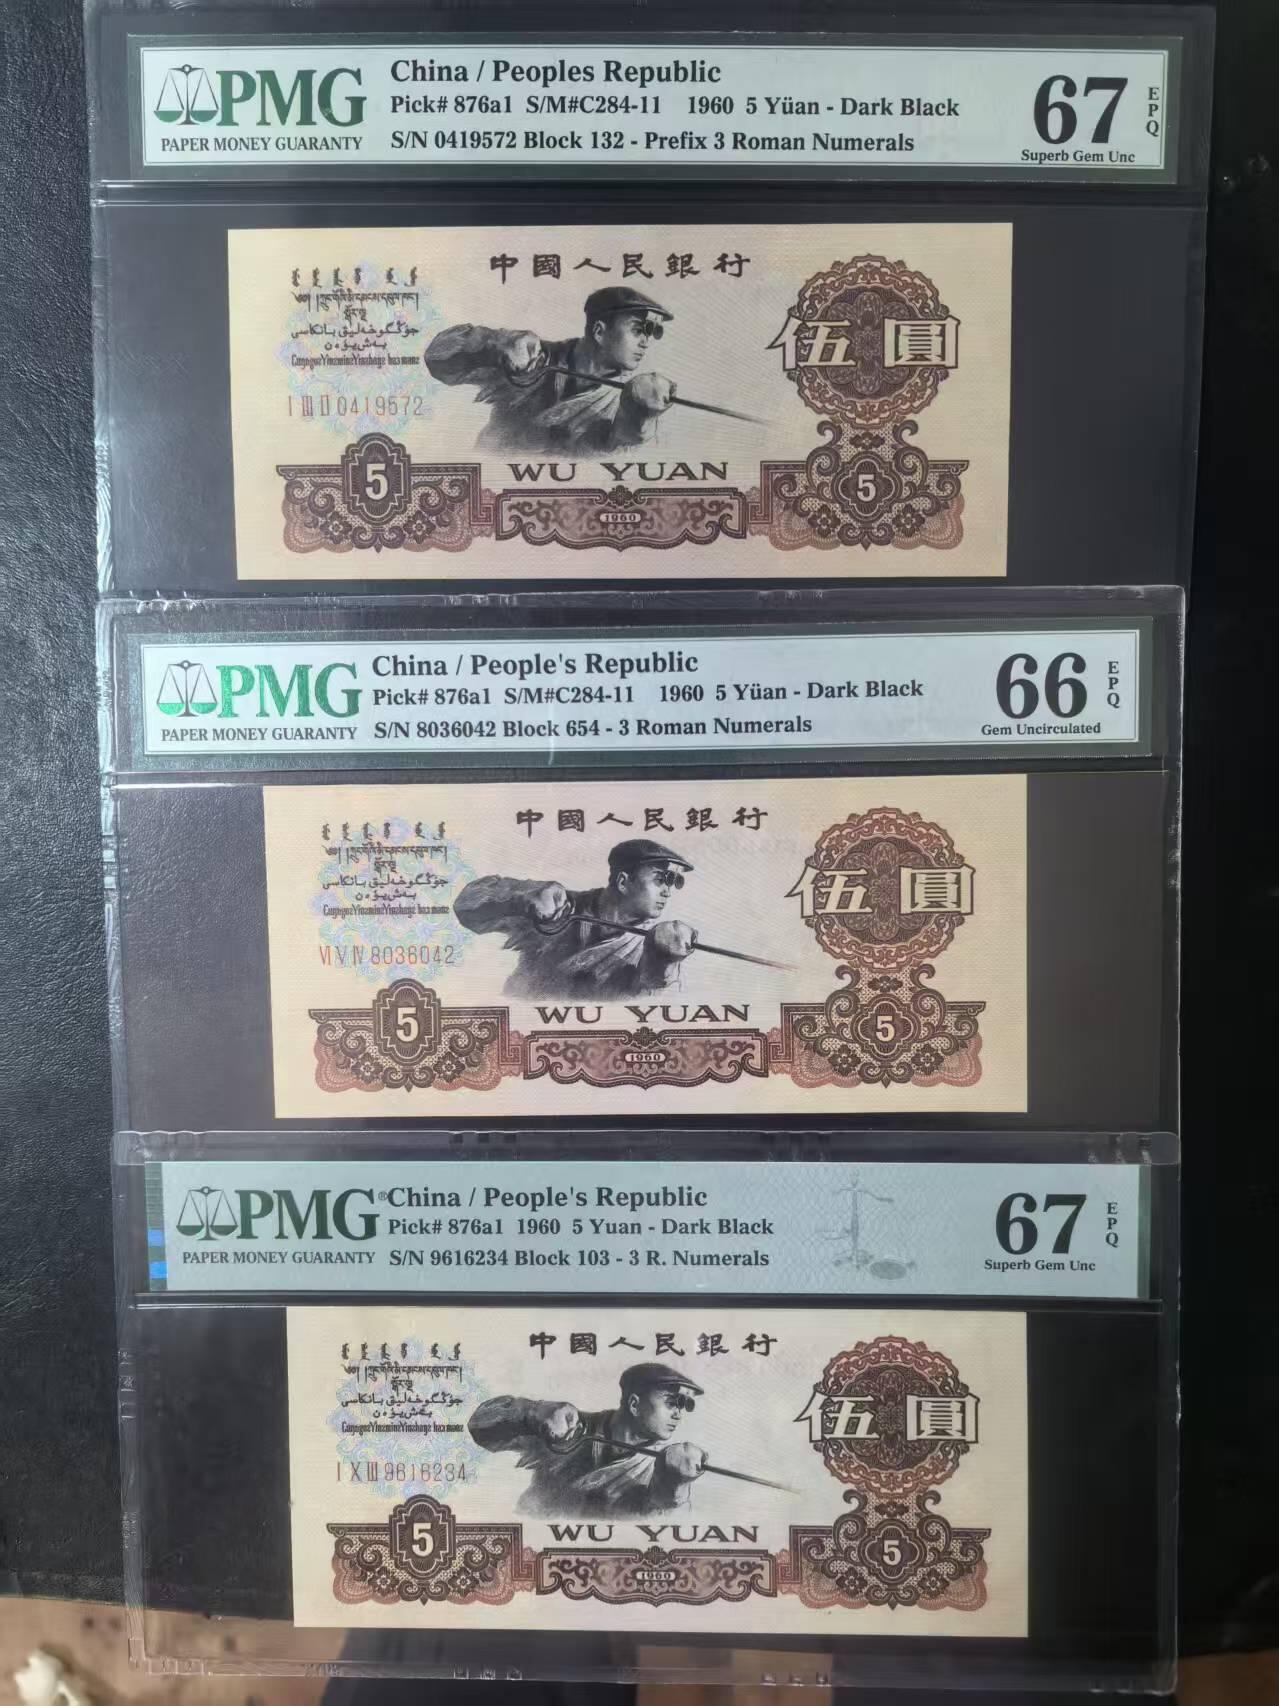 PMG
PAPER MONEY GUARANTY
China / Peoples Republic
Pick# 876a1 S/M#C284-11 1960 5 Yüan - Dark Black
S/N 0419572 Block 132 - Prefix 3 Roman Numerals
67
EPQ
Superb Gem Unc
中國人民銀行
伍圓
I III II 0419572
5
WU YUAN
1960
5
PMG
PAPER MONEY GUARANTY
China / People's Republic
Pick# 876a1 S/M#C284-11 1960 5 Yüan - Dark Black
S/N 8036042 Block 654 - 3 Roman Numerals
66
EPQ
Gem Uncirculated
中國人民銀行
伍圓
VI V IV 8036042
5
WU YUAN
1960
5
PMG®
PAPER MONEY GUARANTY
China / People's Republic
Pick# 876a1 1960 5 Yuan - Dark Black
S/N 9616234 Block 103 - 3 R. Numerals
67
EPQ
Superb Gem Unc
中國人民銀行
伍圓
I X III 9616234
5
WU YUAN
1960
5